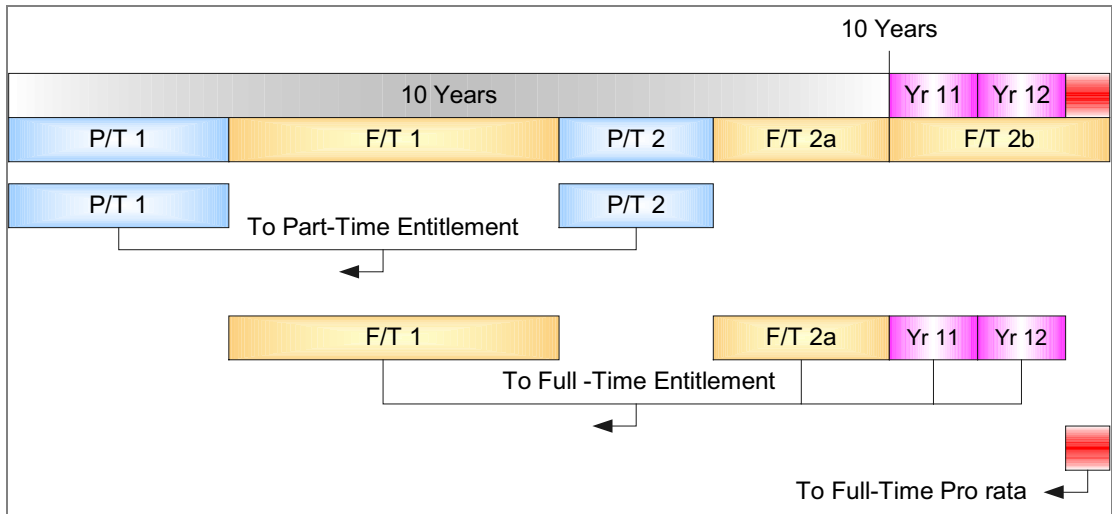 10 Years
10 Years Yr 11 Yr 12
P/T 1 F/T 1 P/T 2 F/T 2a F/T 2b
P/T 1 P/T 2
To Part-Time Entitlement
F/T 1 F/T 2a Yr 11 Yr 12
To Full -Time Entitlement
To Full-Time Pro rata